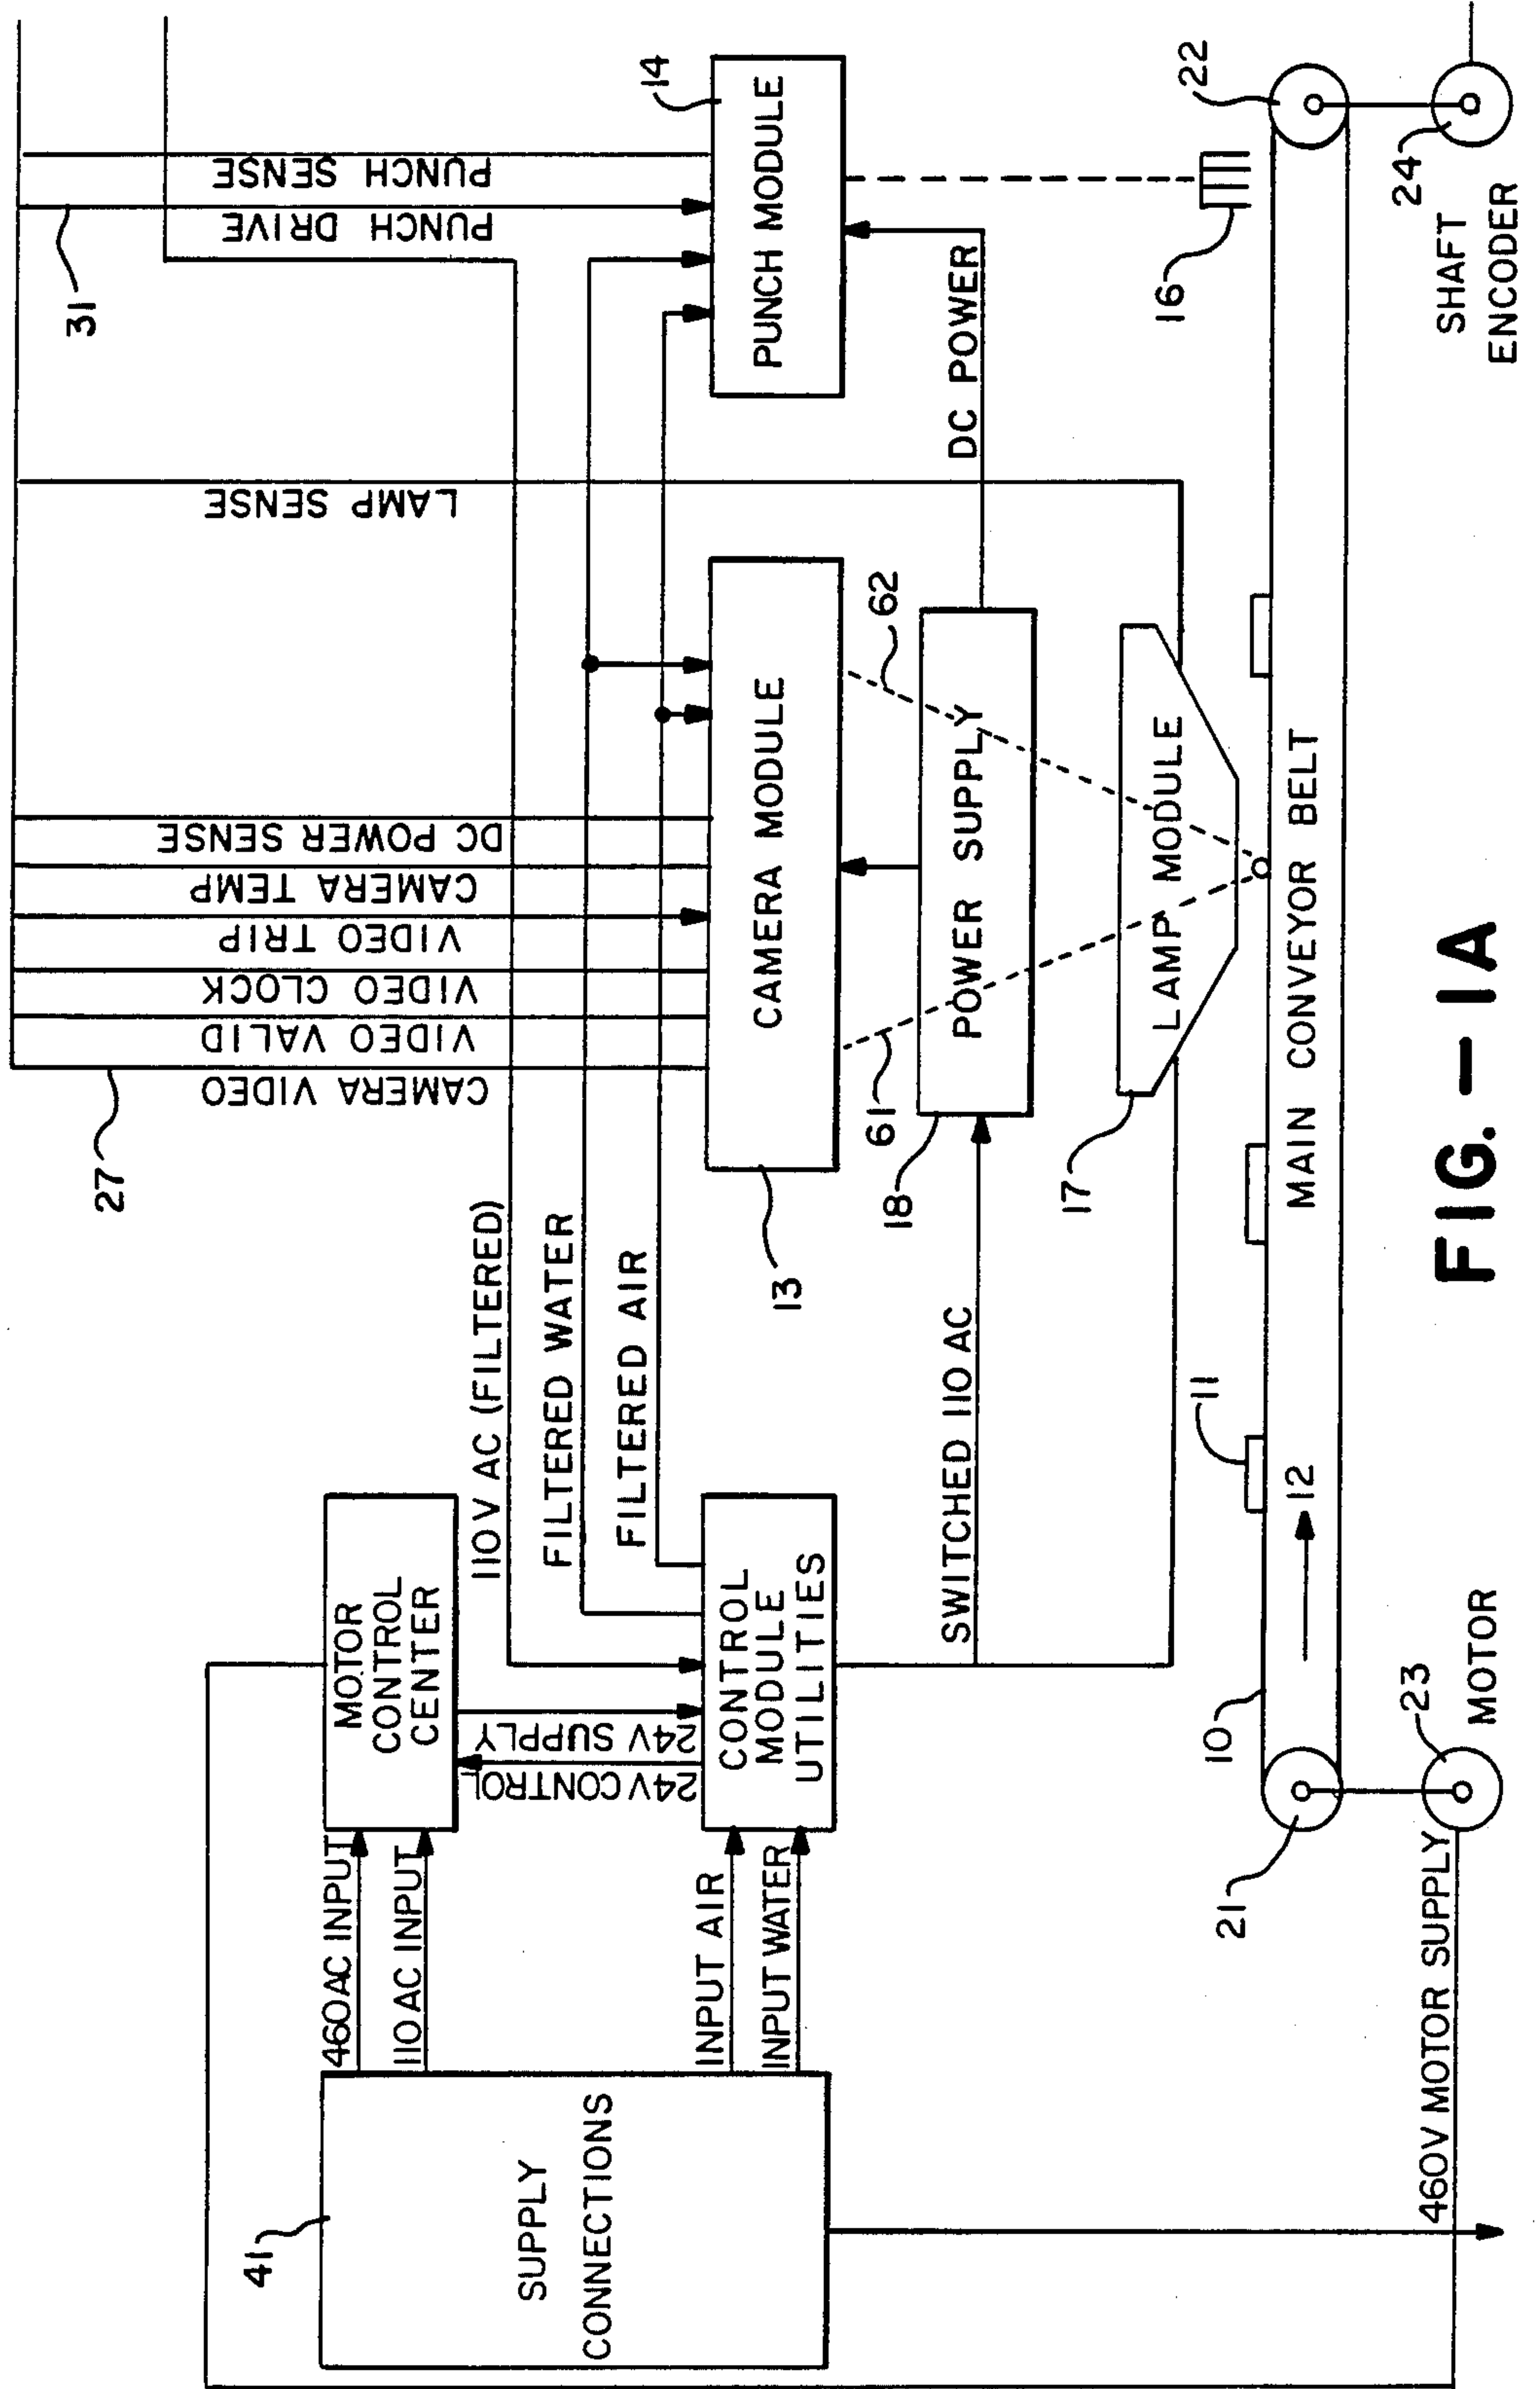 31
PUNCH SENSE
PUNCH DRIVE
14
PUNCH MODULE
22
16
24
SHAFT
ENCODER
DC POWER
LAMP SENSE
DC POWER SENSE
CAMERA TEMP
VIDEO TRIP
VIDEO CLOCK
VIDEO VALID
CAMERA VIDEO
27
CAMERA MODULE
13
62
61
POWER SUPPLY
18
LAMP MODULE
17
MAIN CONVEYOR BELT
110V AC (FILTERED)
FILTERED WATER
FILTERED AIR
SWITCHED 110 AC
11
12
10
MOTOR
CONTROL
CENTER
24V SUPPLY
24V CONTROL
CONTROL
MODULE
UTILITIES
460AC INPUT
110 AC INPUT
INPUT AIR
INPUT WATER
41
SUPPLY
CONNECTIONS
21
23
MOTOR
460V MOTOR SUPPLY
FIG.-1A